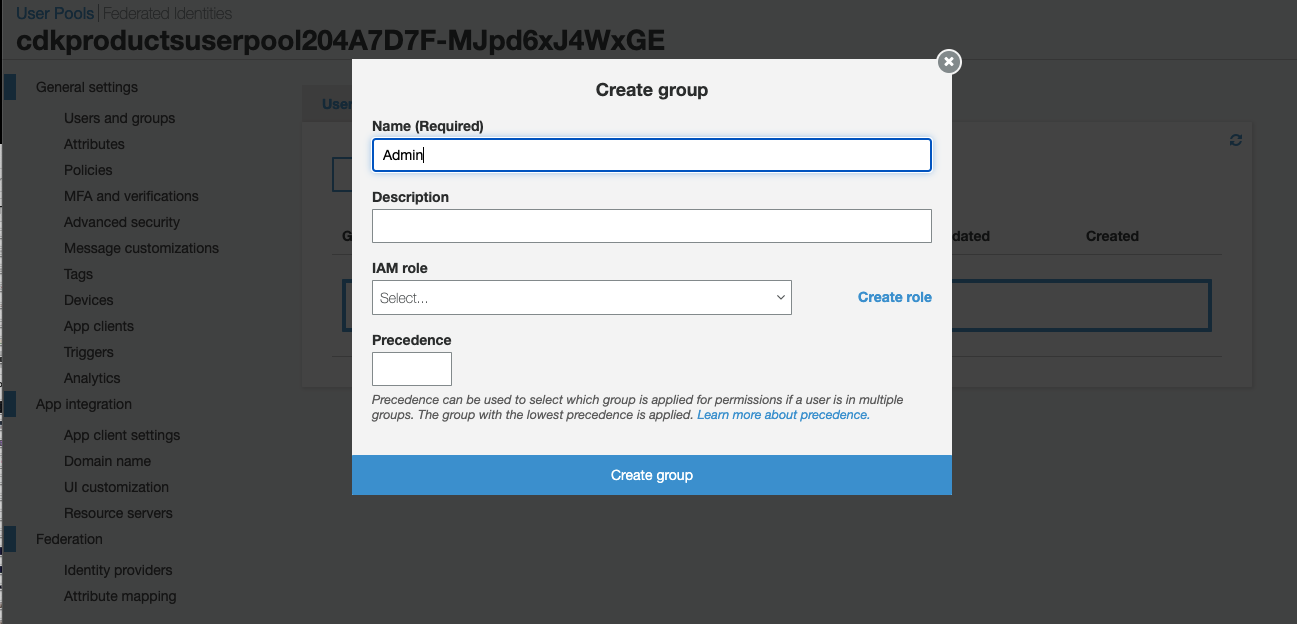 User Pools | Federated Identities
cdkproductsuserpool204A7D7F-MJpd6xJ4WxGE
General settings
Users and groups
Attributes
Policies
MFA and verifications
Advanced security
Message customizations
Tags
Devices
App clients
Triggers
Analytics
App integration
App client settings
Domain name
UI customization
Resource servers
Federation
Identity providers
Attribute mapping
User
G
dated
Created
Create group
Name (Required)
Admin
Description
IAM role
Select...
Create role
Precedence
Precedence can be used to select which group is applied for permissions if a user is in multiple
groups. The group with the lowest precedence is applied. Learn more about precedence.
Create group